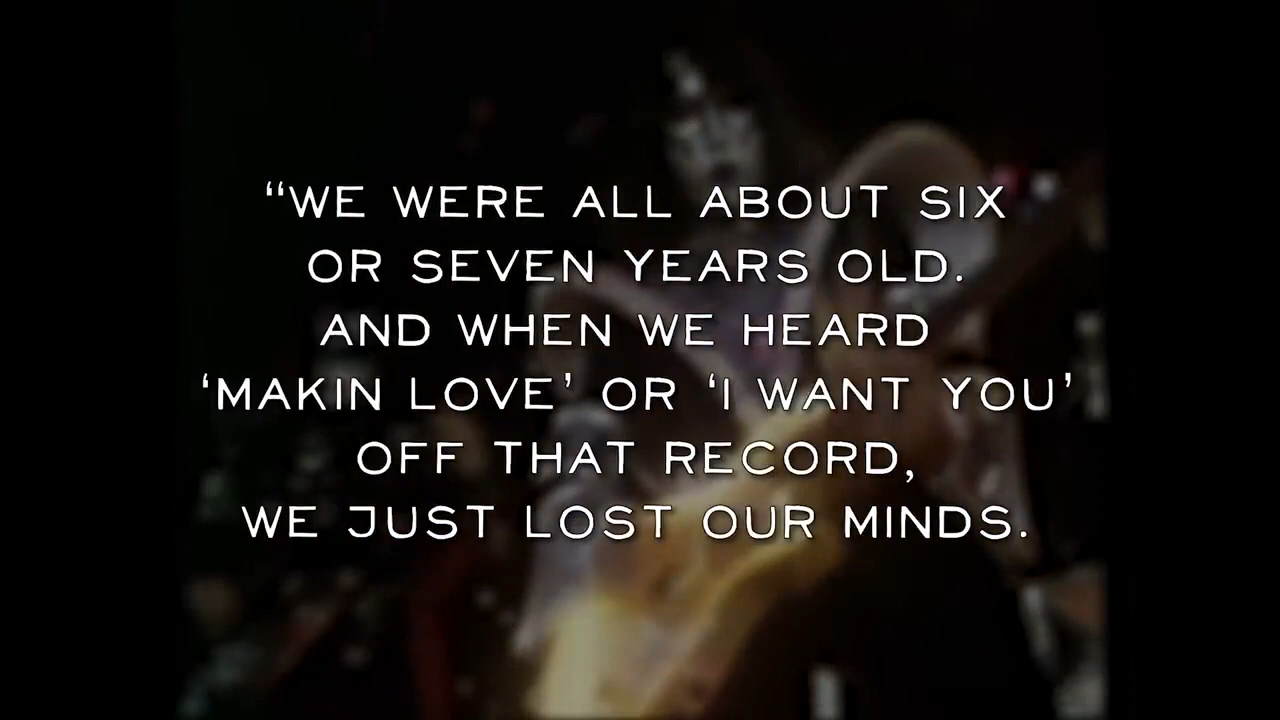 “WE WERE ALL ABOUT SIX
OR SEVEN YEARS OLD.
AND WHEN WE HEARD
‘MAKIN LOVE’ OR ‘I WANT YOU’
OFF THAT RECORD,
WE JUST LOST OUR MINDS.